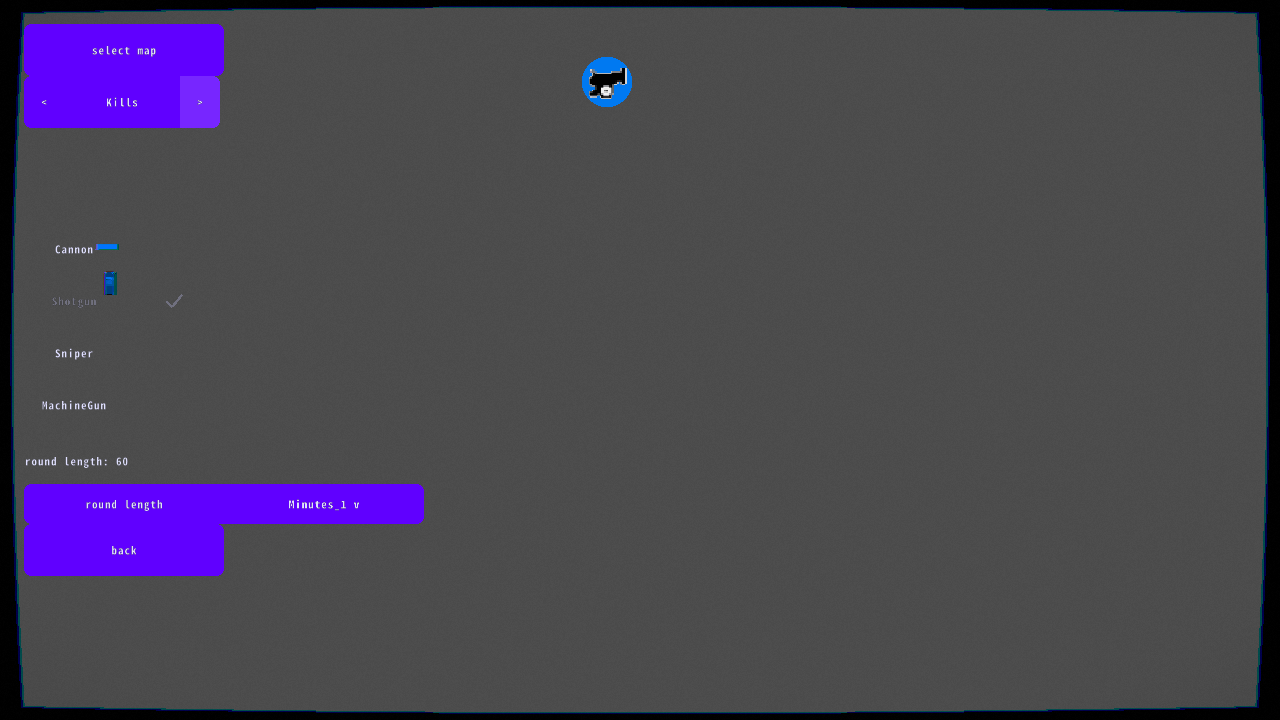 select map
< Kills >
Cannon
Shotgun
Sniper
MachineGun
round length: 60
round length Minutes_1 v
back